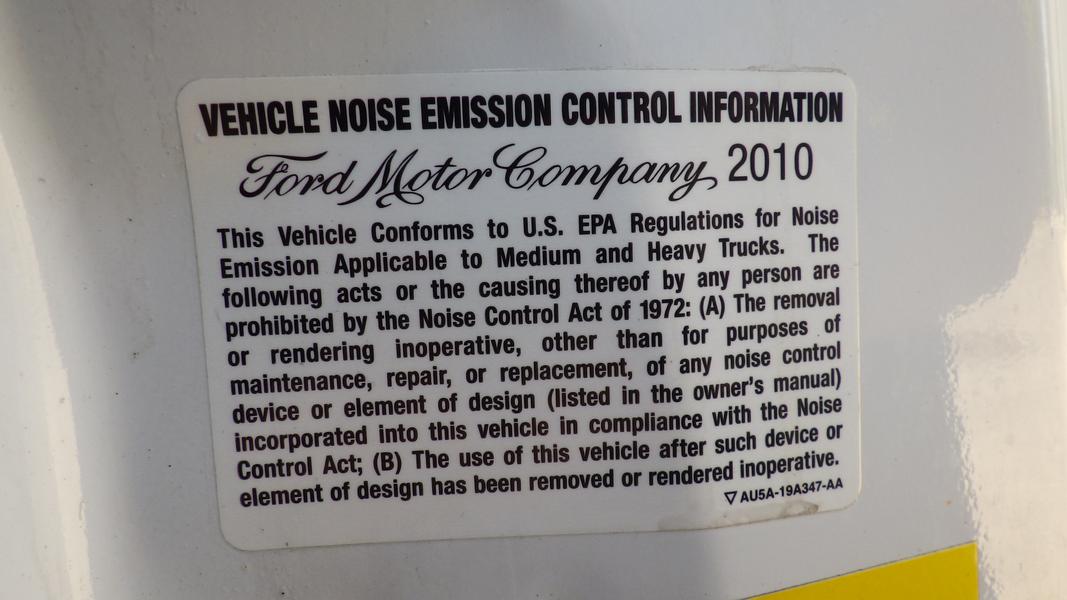 VEHICLE NOISE EMISSION CONTROL INFORMATION
Ford Motor Company 2010
This Vehicle Conforms to U.S. EPA Regulations for Noise
Emission Applicable to Medium and Heavy Trucks. The
following acts or the causing thereof by any person are
prohibited by the Noise Control Act of 1972: (A) The removal
or rendering inoperative, other than for purposes of
maintenance, repair, or replacement, of any noise control
device or element of design (listed in the owner's manual)
incorporated into this vehicle in compliance with the Noise
Control Act; (B) The use of this vehicle after such device or
element of design has been removed or rendered inoperative.
▽ AU5A-19A347-AA